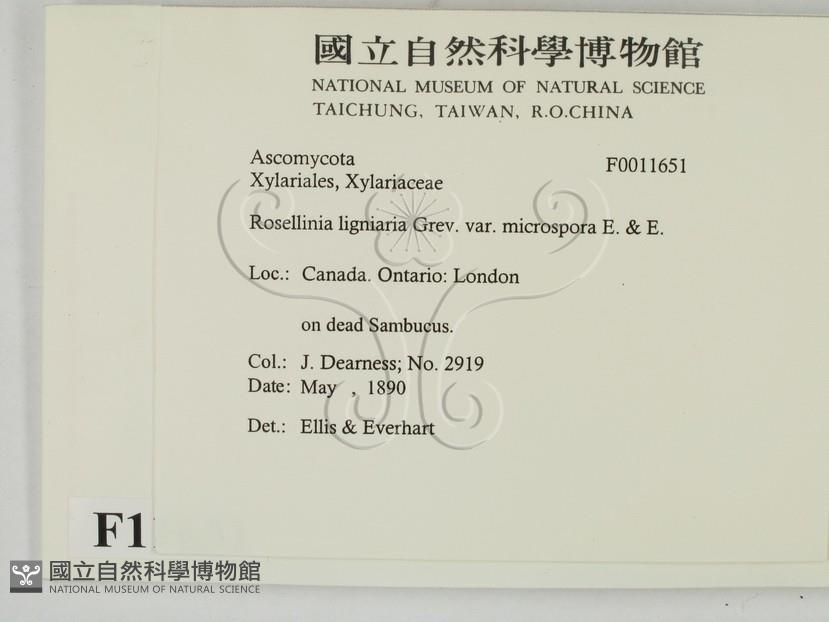 國立自然科學博物館
NATIONAL MUSEUM OF NATURAL SCIENCE
TAICHUNG, TAIWAN, R.O.CHINA
Ascomycota F0011651
Xylariales, Xylariaceae
Rosellinia ligniaria Grev. var. microspora E. & E.
Loc.: Canada. Ontario: London
on dead Sambucus.
Col.: J. Dearness; No. 2919
Date: May , 1890
Det.: Ellis & Everhart
F1
國立自然科學博物館
NATIONAL MUSEUM OF NATURAL SCIENCE